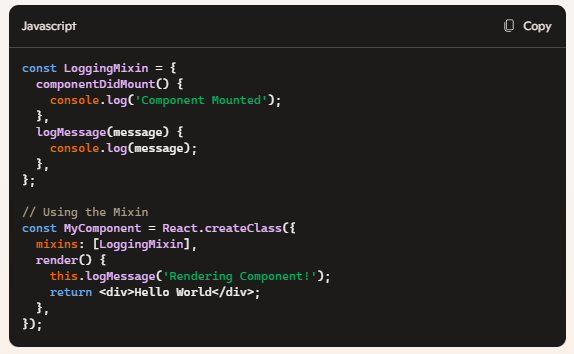 Javascript
Copy
const LoggingMixin = {
  componentDidMount() {
    console.log('Component Mounted');
  },
  logMessage(message) {
    console.log(message);
  },
};

// Using the Mixin
const MyComponent = React.createClass({
  mixins: [LoggingMixin],
  render() {
    this.logMessage('Rendering Component!');
    return <div>Hello World</div>;
  },
});